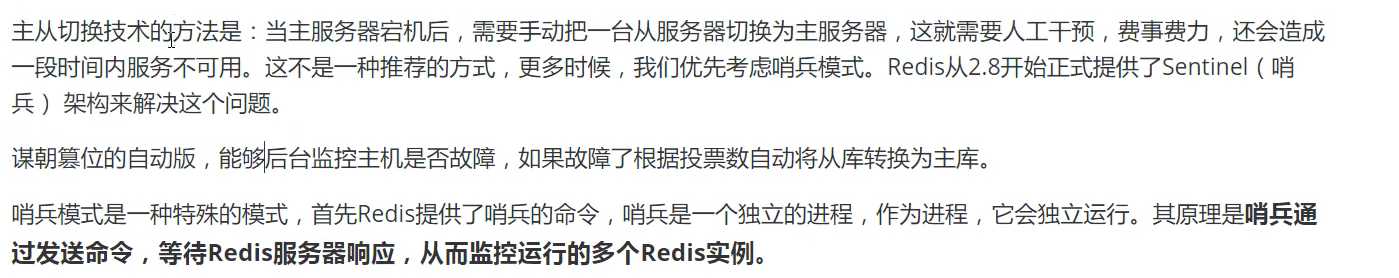 主从切换技术的方法是：当主服务器宕机后，需要手动把一台从服务器切换为主服务器，这就需要人工干预，费事费力，还会造成
一段时间内服务不可用。这不是一种推荐的方式，更多时候，我们优先考虑哨兵模式。Redis从2.8开始正式提供了Sentinel（哨
兵） 架构来解决这个问题。
谋朝篡位的自动版，能够后台监控主机是否故障，如果故障了根据投票数自动将从库转换为主库。
哨兵模式是一种特殊的模式，首先Redis提供了哨兵的命令，哨兵是一个独立的进程，作为进程，它会独立运行。其原理是哨兵通
过发送命令，等待Redis服务器响应，从而监控运行的多个Redis实例。